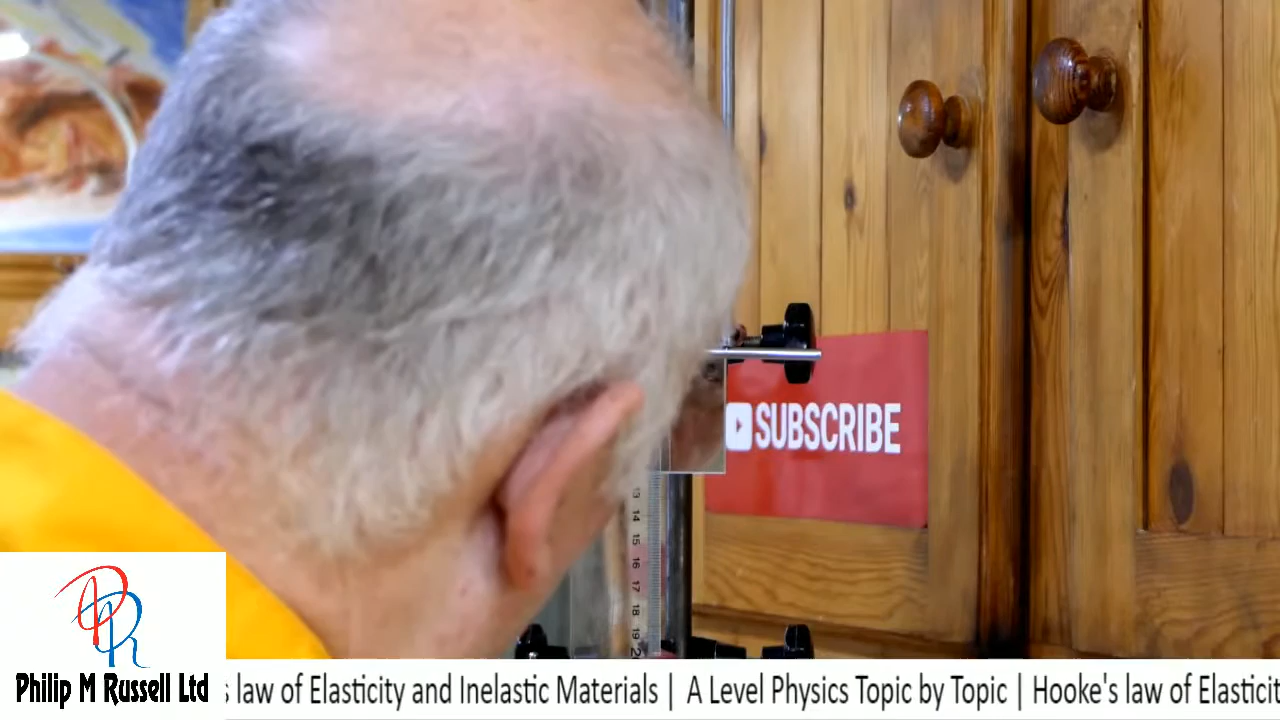 SUBSCRIBE
13
14
15
16
17
18
19
Philip M Russell Ltd
s law of Elasticity and Inelastic Materials | A Level Physics Topic by Topic | Hooke's law of Elasticit